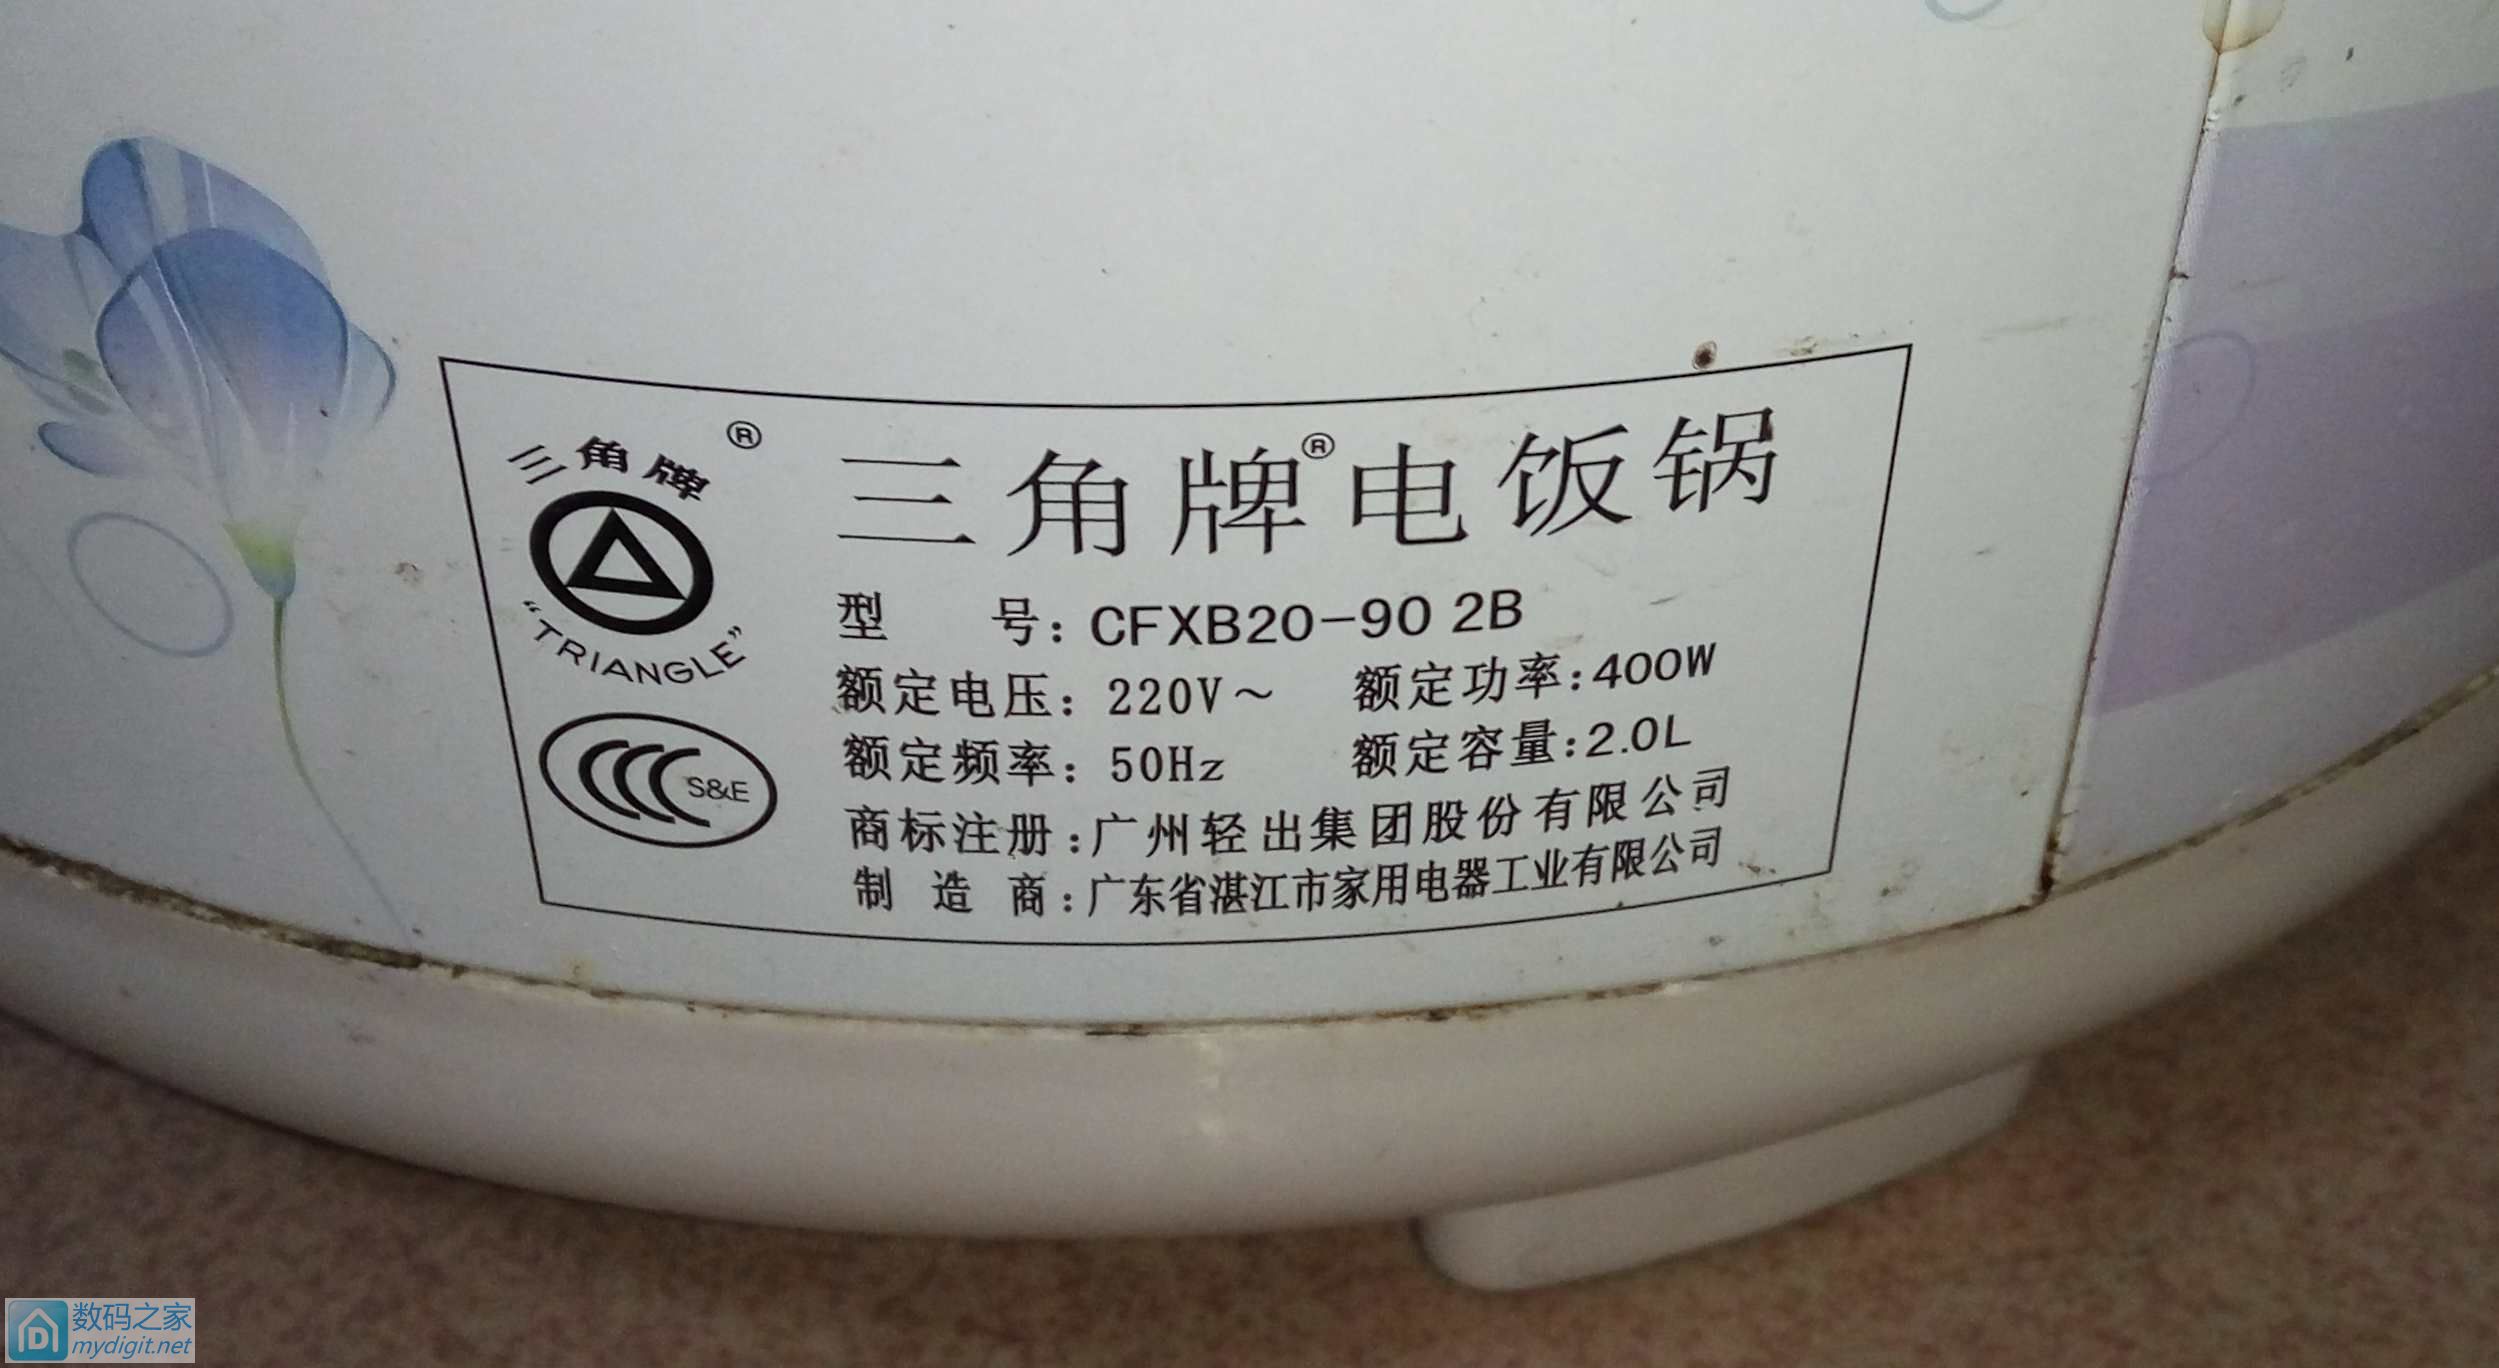 三角牌®
"TRIANGLE"
S&E
三角牌®电饭锅
型 号: CFXB20-90 2B
额定电压: 220V~ 额定功率:400W
额定频率: 50Hz 额定容量:2.0L
商标注册:广州轻出集团股份有限公司
制造商:广东省湛江市家用电器工业有限公司
数码之家
mydigit.net